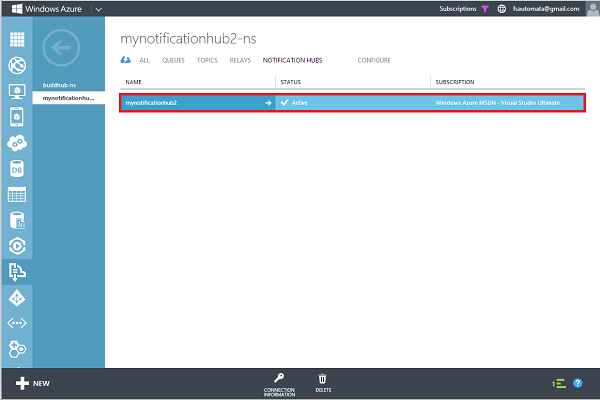 Windows Azure
Subscriptions
fsautomata@gmail.com
buildhub-ns
mynotificationhu...
mynotificationhub2-ns
ALL QUEUES TOPICS RELAYS NOTIFICATION HUBS CONFIGURE
NAME STATUS SUBSCRIPTION
mynotificationhub2 Active Windows Azure MSDN - Visual Studio Ultimate
DB
NEW
CONNECTION
INFORMATION
DELETE
1
?